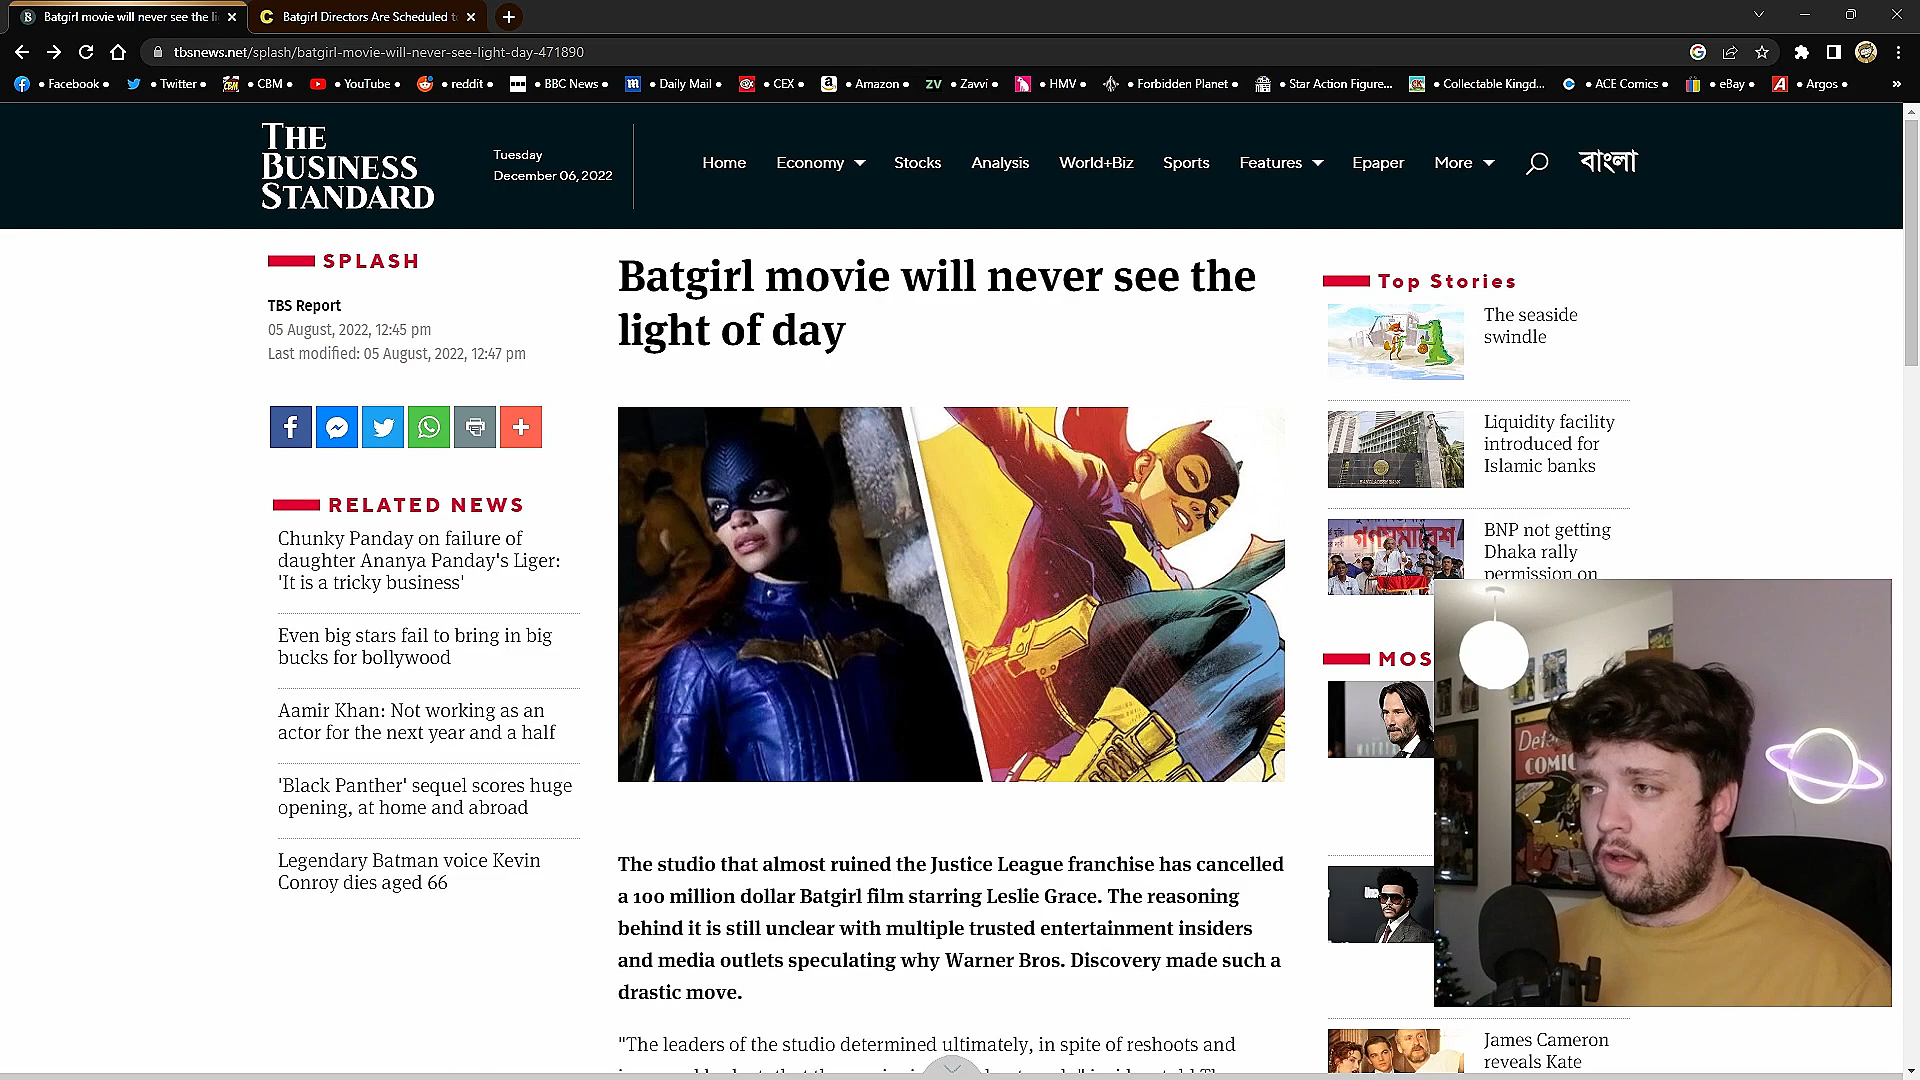 Batgirl movie will never see the li
Batgirl Directors Are Scheduled t
tbsnews.net/splash/batgirl-movie-will-never-see-light-day-471890
• Facebook •
• Twitter •
• CBM •
• YouTube •
• reddit •
• BBC News •
• Daily Mail •
• CEX •
• Amazon •
ZV • Zavvi •
• HMV •
• Forbidden Planet •
• Star Action Figure...
• Collectable Kingd...
• ACE Comics •
• eBay •
• Argos •
»
THE
BUSINESS
STANDARD
Tuesday
December 06, 2022
Home
Economy
Stocks
Analysis
World+Biz
Sports
Features
Epaper
More
বাংলা
SPLASH
TBS Report
05 August, 2022, 12:45 pm
Last modified: 05 August, 2022, 12:47 pm
RELATED NEWS
Chunky Panday on failure of
daughter Ananya Panday's Liger:
'It is a tricky business'
Even big stars fail to bring in big
bucks for bollywood
Aamir Khan: Not working as an
actor for the next year and a half
'Black Panther' sequel scores huge
opening, at home and abroad
Legendary Batman voice Kevin
Conroy dies aged 66
Batgirl movie will never see the
light of day
The studio that almost ruined the Justice League franchise has cancelled
a 100 million dollar Batgirl film starring Leslie Grace. The reasoning
behind it is still unclear with multiple trusted entertainment insiders
and media outlets speculating why Warner Bros. Discovery made such a
drastic move.
"The leaders of the studio determined ultimately, in spite of reshoots and
Top Stories
The seaside
swindle
Liquidity facility
introduced for
Islamic banks
BNP not getting
Dhaka rally
permission on
গণসমাবেশ
MOS
James Cameron
reveals Kate
COMIC